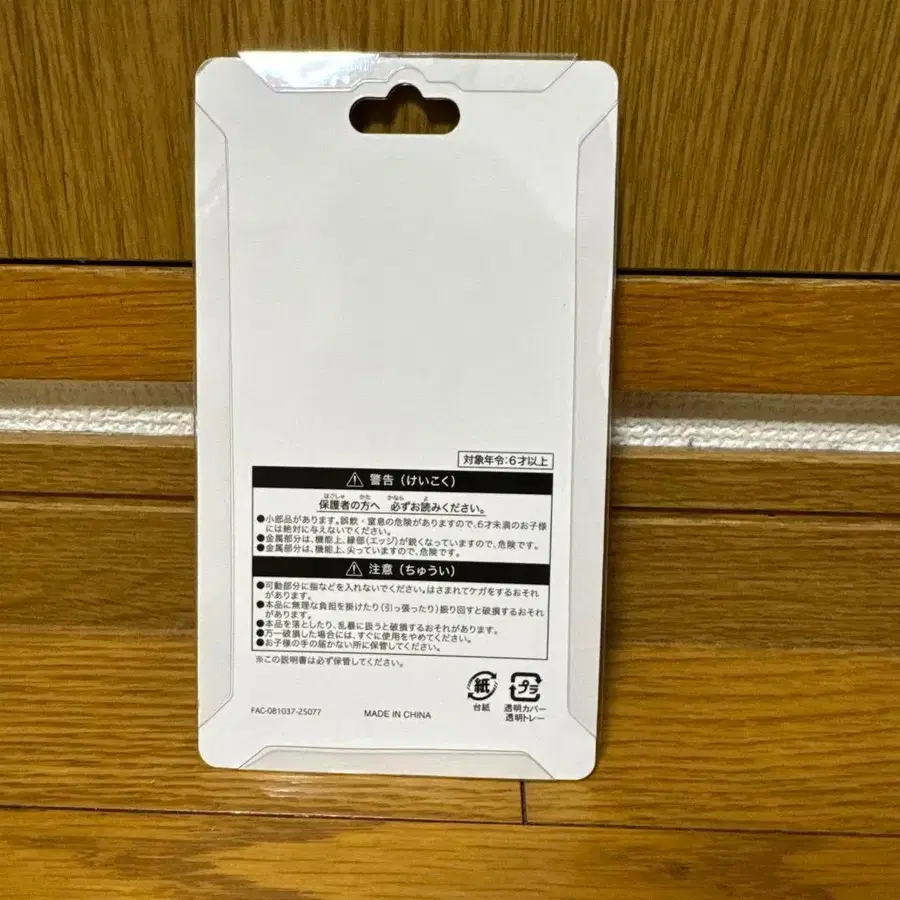 対象年令:6才以上
⚠ 警告（けいこく）
保護者の方へ 必ずお読みください。
●小部品があります。誤飲・窒息の危険がありますので、6才未満のお子様
には絶対に与えないでください。
●金属部分は、機能上、縁部（エッジ）が鋭くなっていますので、危険です。
●金属部分は、機能上、尖っていますので、危険です。
⚠ 注意（ちゅうい）
●可動部分に指などを入れないでください。はさまれてケガをするおそれ
があります。
●本品に無理な負担を掛けたり（引っ張ったり）振り回すと破損するおそれ
があります。
●本品を落としたり、乱暴に扱うと破損するおそれがあります。
●万一破損した場合には、すぐに使用をやめてください。
●お子様の手の届かない所に保管してください。
※この説明書は必ず保管してください。
紙 プラ
台紙 透明カバー
透明トレー
FAC-081037-25077 MADE IN CHINA